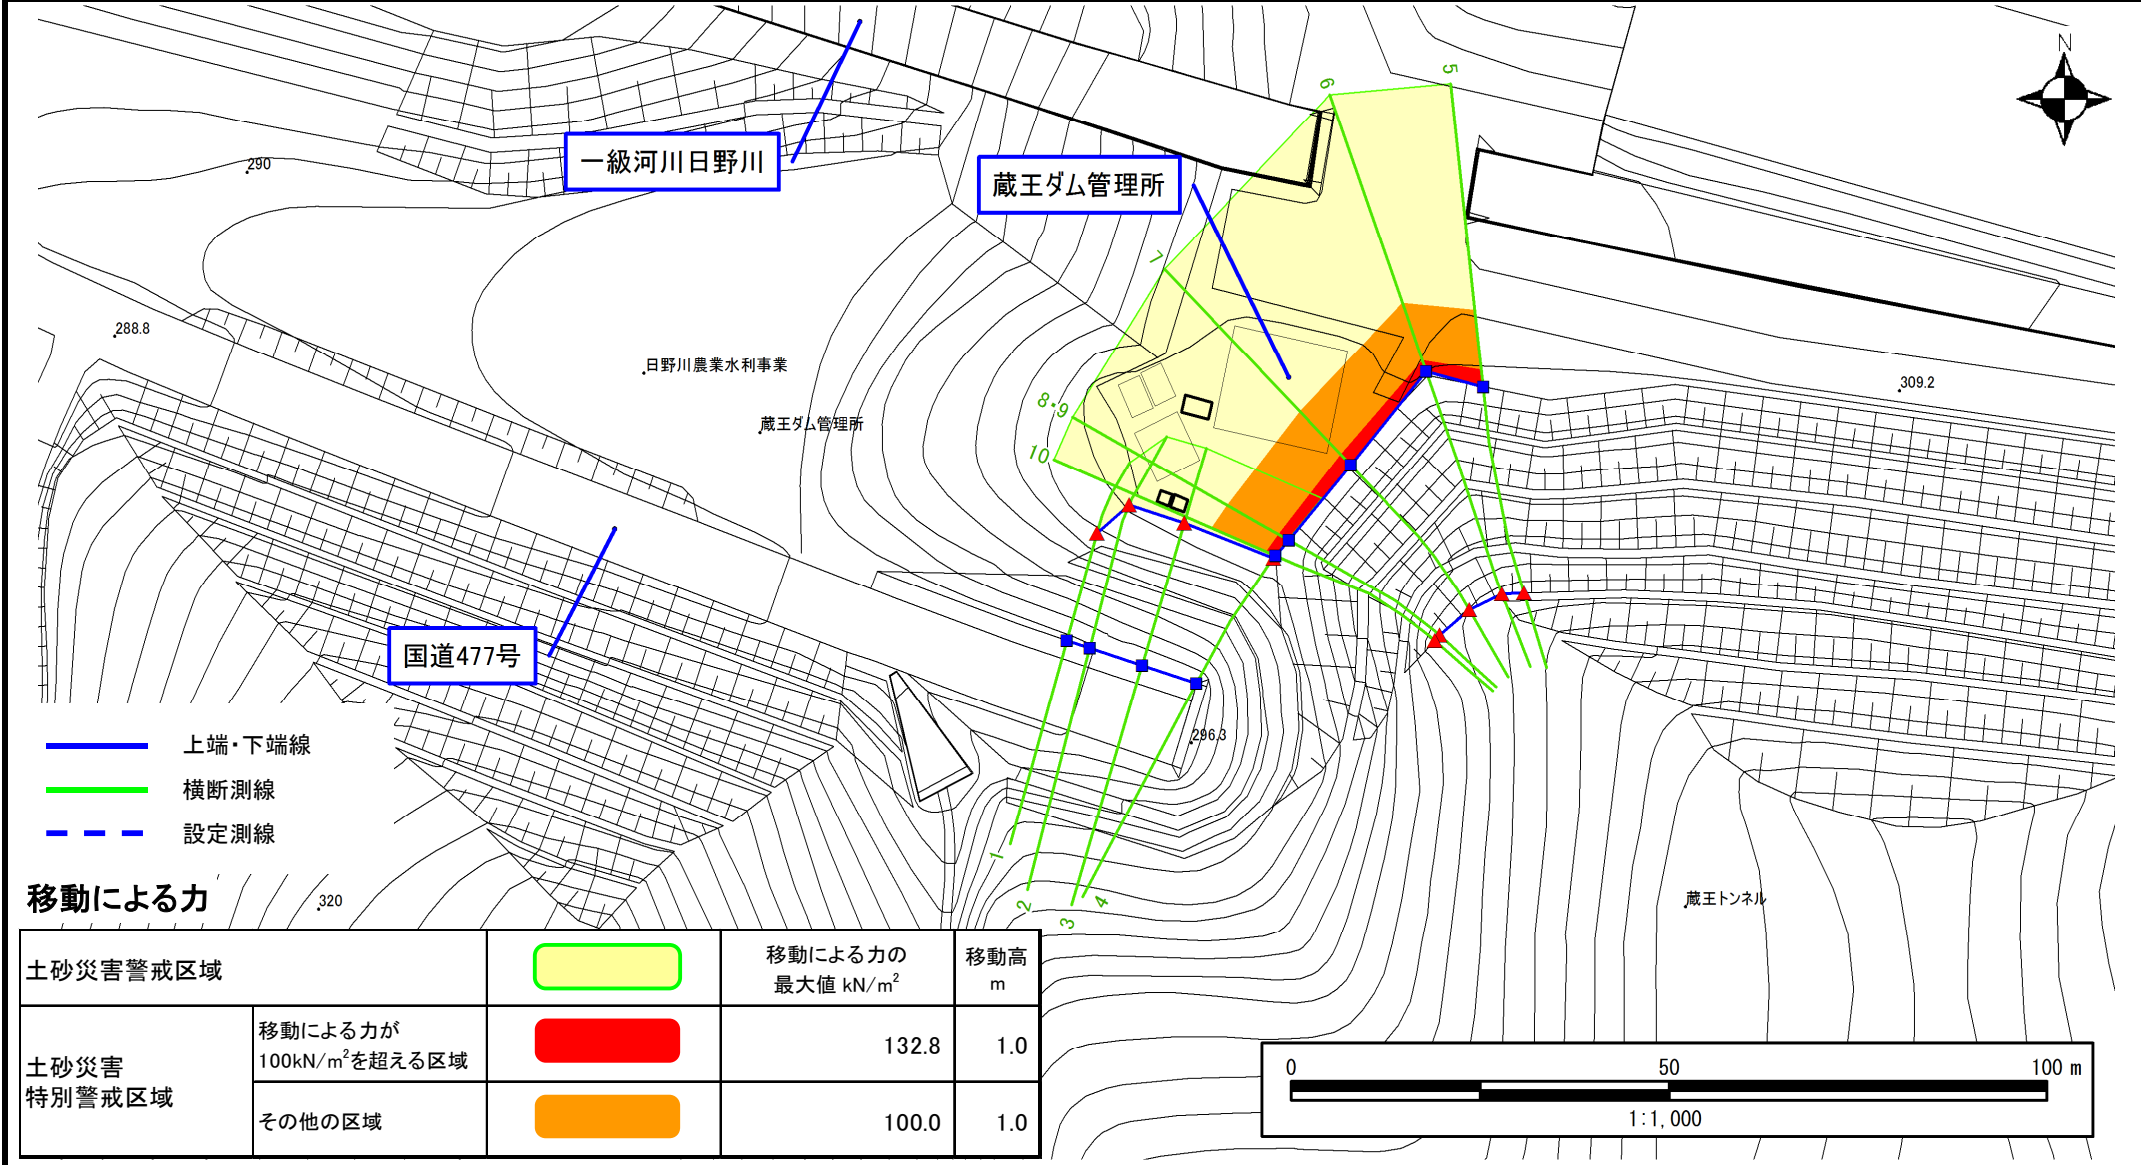 N
5
6
一級河川日野川
290
蔵王ダム管理所
7
288.8
日野川農業水利事業
309.2
8・9
蔵王ダム管理所
10
国道477号
296.3
上端・下端線
横断測線
設定測線
1
2
3
4
移動による力
320
蔵王トンネル
土砂災害警戒区域
移動による力の
最大値 kN/m²
移動高
m
土砂災害
特別警戒区域
移動による力が
100kN/m²を超える区域
132.8
1.0
その他の区域
100.0
1.0
0
50
100 m
1:1,000